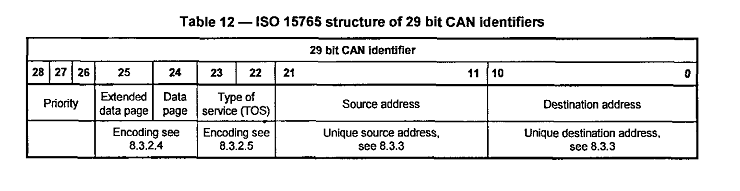 Table 12 — ISO 15765 structure of 29 bit CAN identifiers
29 bit CAN identifier
28 27 26 25 24 23 22 21 11 10 0
Priority Extended data page Data page Type of service (TOS) Source address Destination address
Encoding see 8.3.2.4 Encoding see 8.3.2.5 Unique source address, see 8.3.3 Unique destination address, see 8.3.3